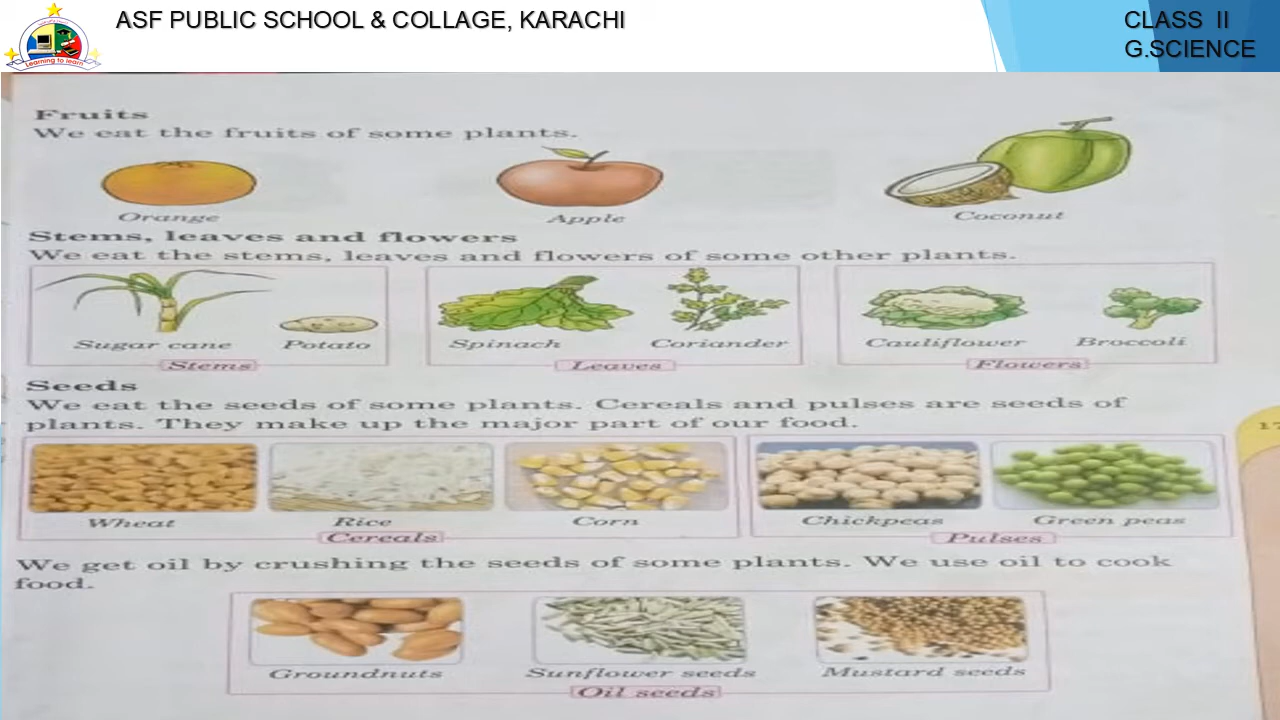 ASF PUBLIC SCHOOL & COLLAGE, KARACHI
CLASS II
G.SCIENCE
Learning to learn
Fruits
We eat the fruits of some plants.
Orange Apple Coconut
Stems, leaves and flowers
We eat the stems, leaves and flowers of some other plants.
Sugar cane Potato Spinach Coriander Cauliflower Broccoli
Stems Leaves Flowers
Seeds
We eat the seeds of some plants. Cereals and pulses are seeds of
plants. They make up the major part of our food.
Wheat Rice Corn Chickpeas Green peas
Cereals Pulses
We get oil by crushing the seeds of some plants. We use oil to cook
food.
Groundnuts Sunflower seeds Mustard seeds
Oil seeds